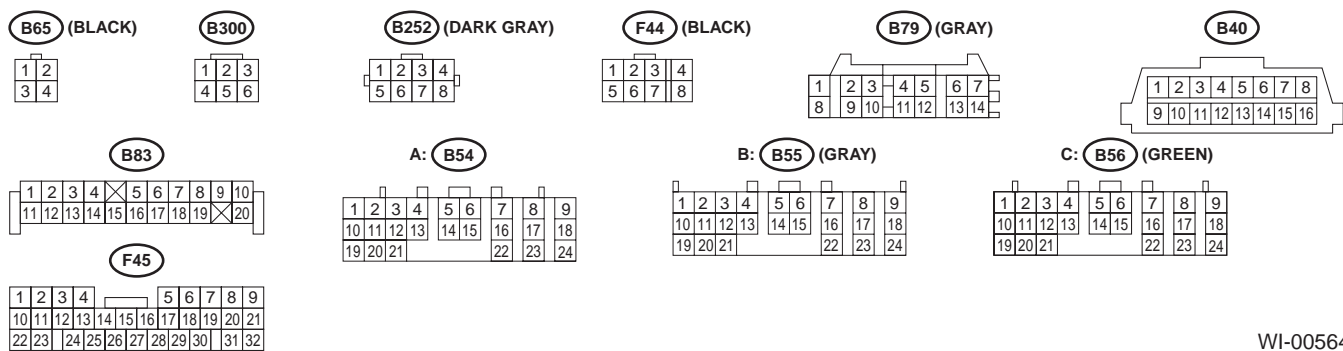 B65 (BLACK) B300 B252 (DARK GRAY) F44 (BLACK) B79 (GRAY) B40
1 2 1 2 3 1 2 3 4 1 2 3 4 1 2 3 4 5 6 7 1 2 3 4 5 6 7 8
3 4 4 5 6 5 6 7 8 5 6 7 8 8 9 10 11 12 13 14 9 10 11 12 13 14 15 16
B83 A: B54 B: B55 (GRAY) C: B56 (GREEN)
1 2 3 4 5 6 7 8 9 10
11 12 13 14 15 16 17 18 19 20
1 2 3 4 5 6 7 8 9 1 2 3 4 5 6 7 8 9 1 2 3 4 5 6 7 8 9
10 11 12 13 14 15 16 17 18 10 11 12 13 14 15 16 17 18 10 11 12 13 14 15 16 17 18
19 20 21 22 23 24 19 20 21 22 23 24 19 20 21 22 23 24
F45
1 2 3 4 5 6 7 8 9
10 11 12 13 14 15 16 17 18 19 20 21
22 23 24 25 26 27 28 29 30 31 32
WI-00564